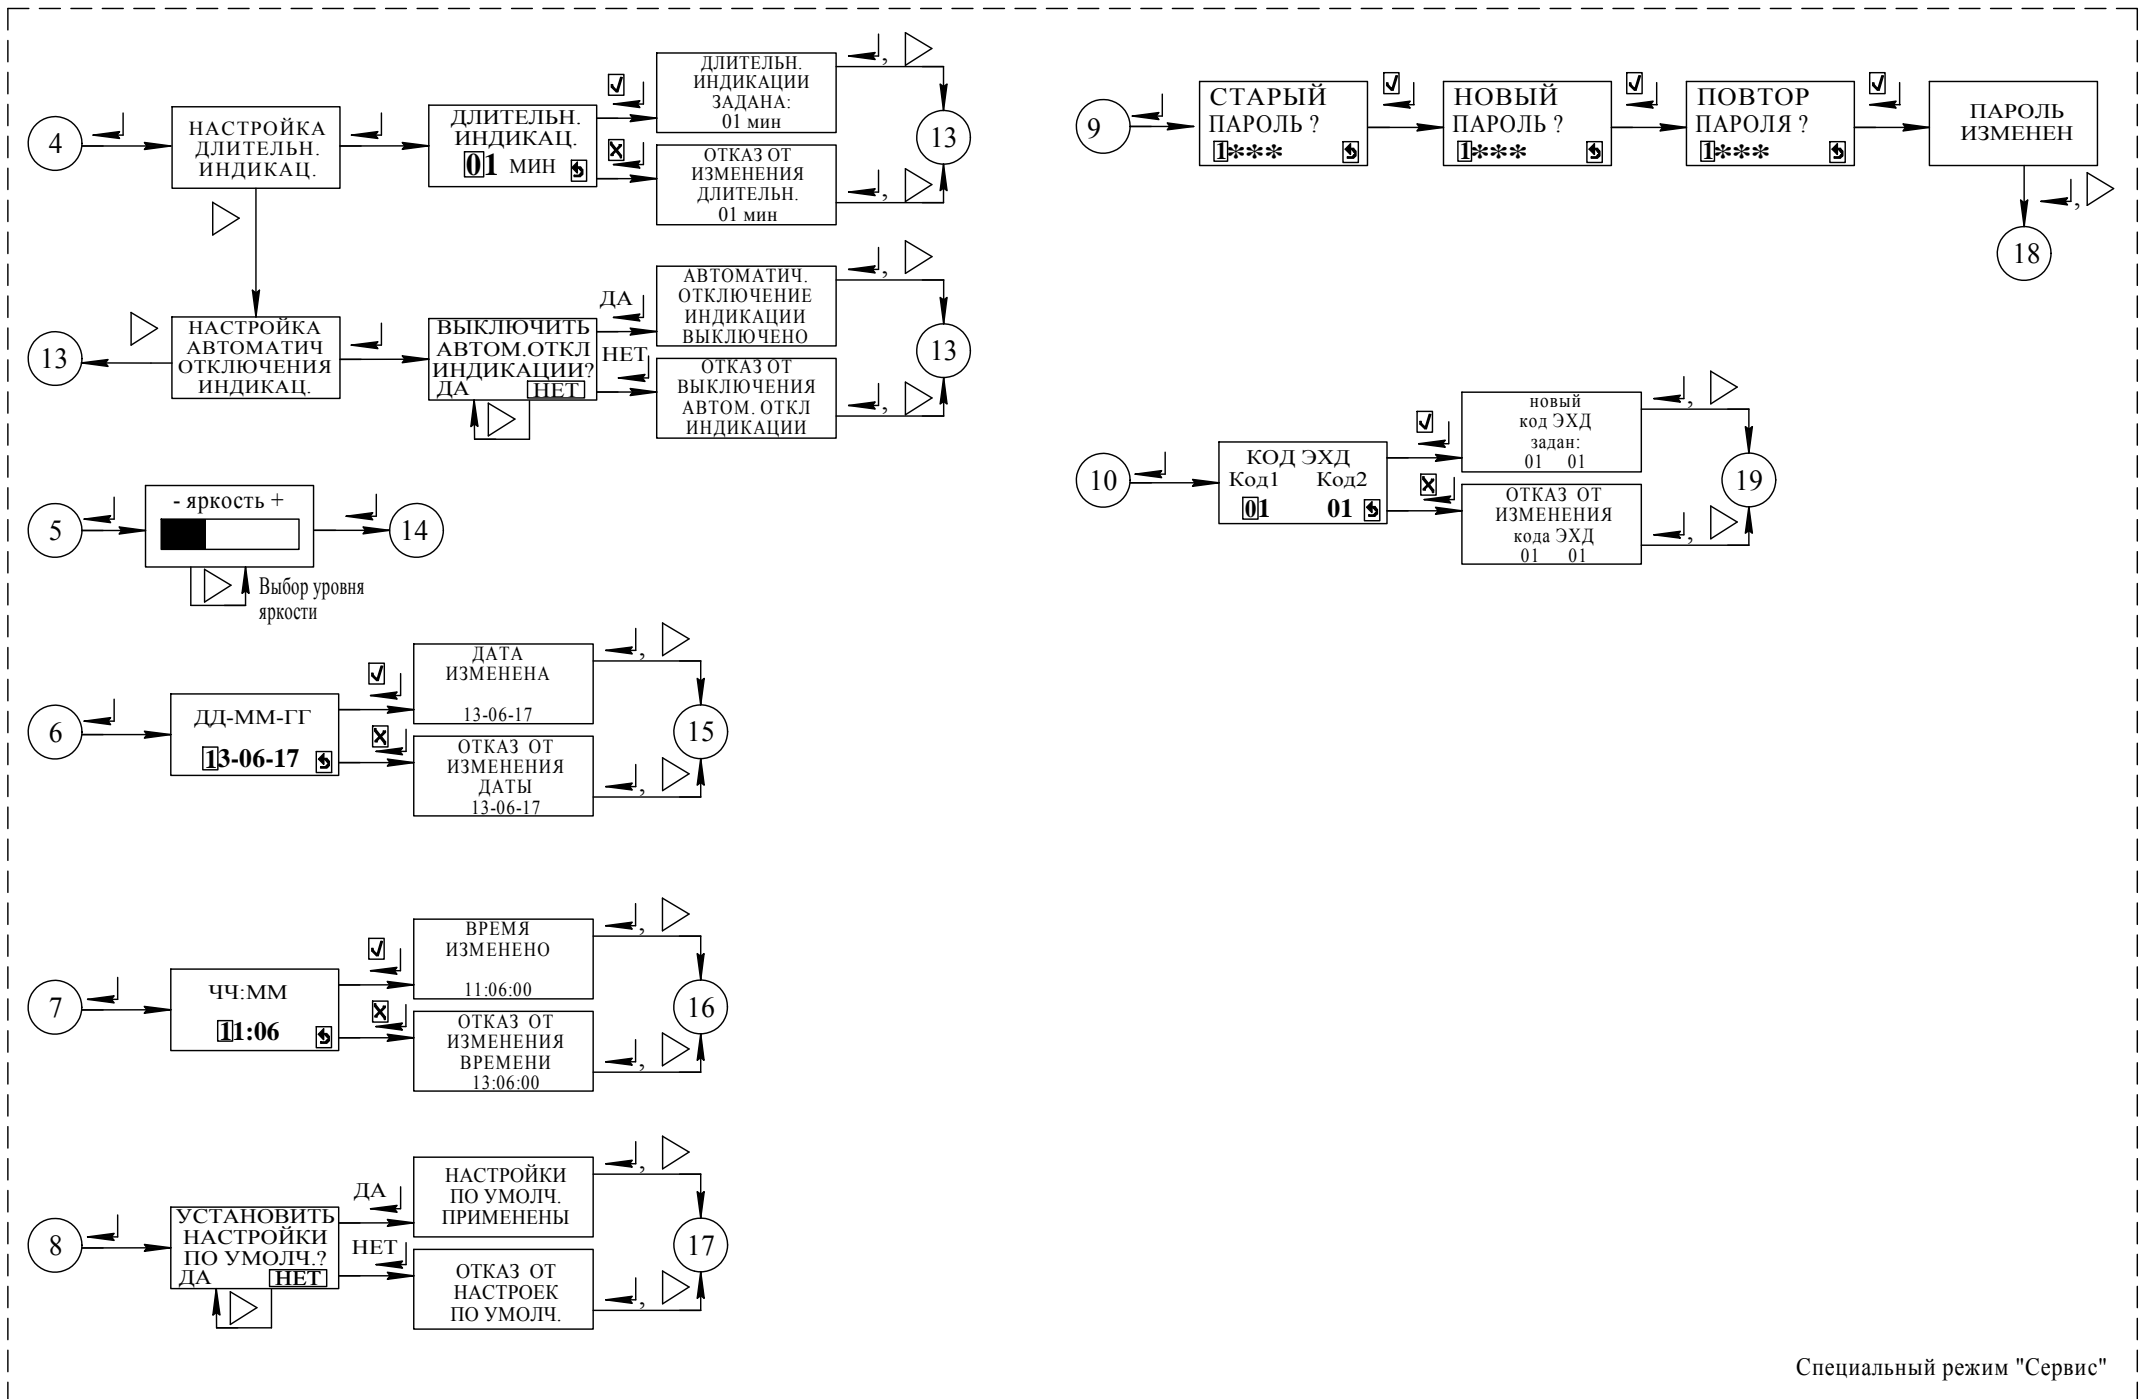 4
НАСТРОЙКА
ДЛИТЕЛЬН.
ИНДИКАЦ.
ДЛИТЕЛЬН.
ИНДИКАЦ.
01 МИН
ДЛИТЕЛЬН.
ИНДИКАЦИИ
ЗАДАНА:
01 мин
ОТКАЗ ОТ
ИЗМЕНЕНИЯ
ДЛИТЕЛЬН.
01 мин
,
,
13
13
НАСТРОЙКА
АВТОМАТИЧ
ОТКЛЮЧЕНИЯ
ИНДИКАЦ.
ВЫКЛЮЧИТЬ
АВТОМ.ОТКЛ
ИНДИКАЦИИ?
ДА НЕТ
ДА
НЕТ
АВТОМАТИЧ.
ОТКЛЮЧЕНИЕ
ИНДИКАЦИИ
ВЫКЛЮЧЕНО
ОТКАЗ ОТ
ВЫКЛЮЧЕНИЯ
АВТОМ. ОТКЛ
ИНДИКАЦИИ
,
,
13
5
- яркость +
14
Выбор уровня
яркости
6
ДД-ММ-ГГ
13-06-17
ДАТА
ИЗМЕНЕНА
13-06-17
ОТКАЗ ОТ
ИЗМЕНЕНИЯ
ДАТЫ
13-06-17
,
,
15
7
ЧЧ:ММ
11:06
ВРЕМЯ
ИЗМЕНЕНО
11:06:00
ОТКАЗ ОТ
ИЗМЕНЕНИЯ
ВРЕМЕНИ
13:06:00
,
,
16
8
УСТАНОВИТЬ
НАСТРОЙКИ
ПО УМОЛЧ.?
ДА НЕТ
ДА
НЕТ
НАСТРОЙКИ
ПО УМОЛЧ.
ПРИМЕНЕНЫ
ОТКАЗ ОТ
НАСТРОЕК
ПО УМОЛЧ.
,
,
17
9
СТАРЫЙ
ПАРОЛЬ ?
1***
НОВЫЙ
ПАРОЛЬ ?
1***
ПОВТОР
ПАРОЛЯ ?
1***
ПАРОЛЬ
ИЗМЕНЕН
,
18
10
КОД ЭХД
Код1 Код2
01 01
новый
код ЭХД
задан:
01 01
ОТКАЗ ОТ
ИЗМЕНЕНИЯ
кода ЭХД
01 01
,
,
19
Специальный режим "Сервис"